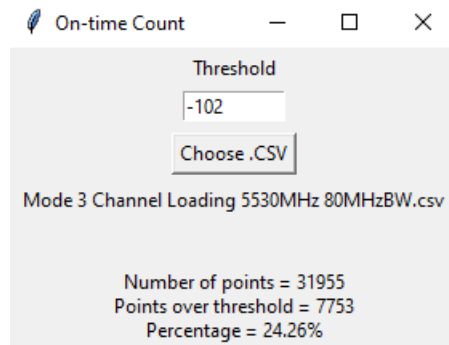 On-time Count
Threshold
-102
Choose .CSV
Mode 3 Channel Loading 5530MHz 80MHzBW.csv
Number of points = 31955
Points over threshold = 7753
Percentage = 24.26%